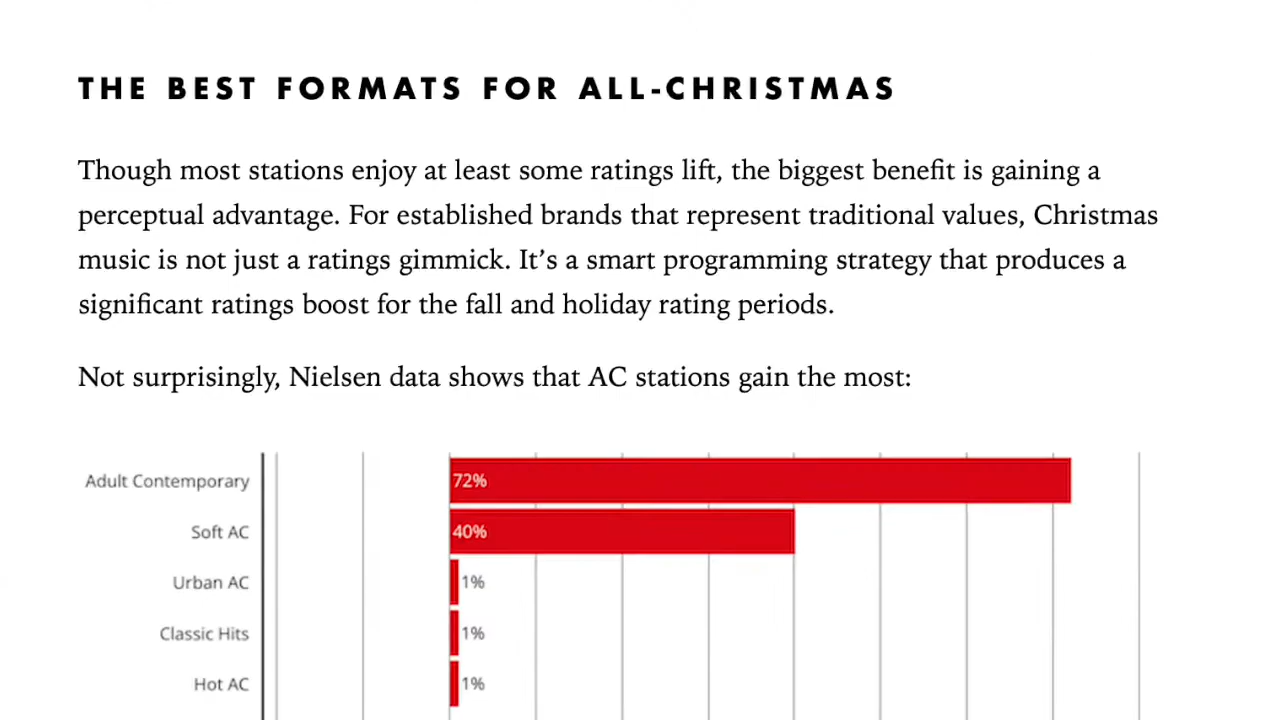 THE BEST FORMATS FOR ALL-CHRISTMAS
Though most stations enjoy at least some ratings lift, the biggest benefit is gaining a
perceptual advantage. For established brands that represent traditional values, Christmas
music is not just a ratings gimmick. It’s a smart programming strategy that produces a
significant ratings boost for the fall and holiday rating periods.
Not surprisingly, Nielsen data shows that AC stations gain the most:
Adult Contemporary 72%
Soft AC 40%
Urban AC 1%
Classic Hits 1%
Hot AC 1%